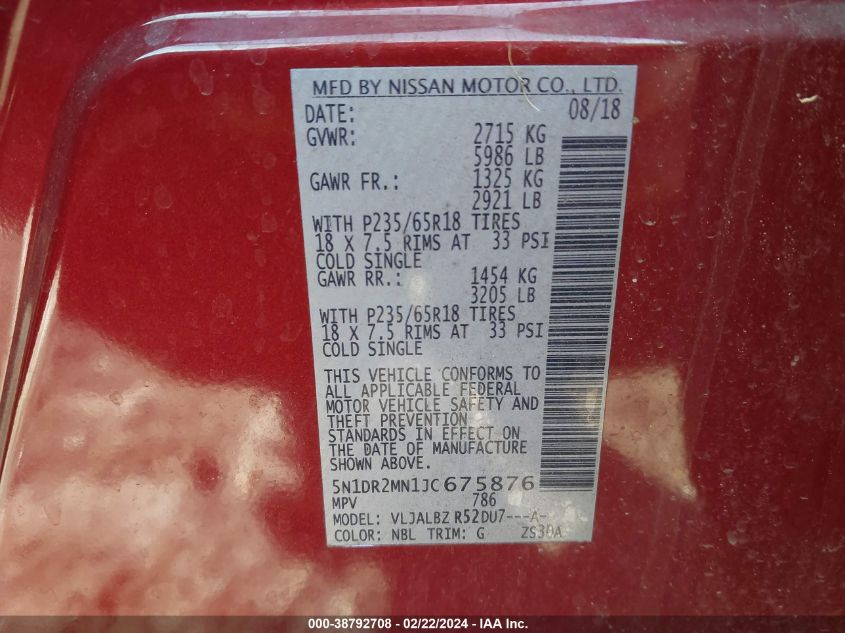 MFD BY NISSAN MOTOR CO., LTD.
DATE: 08/18
GVWR: 2715 KG
5986 LB
GAWR FR.: 1325 KG
2921 LB
WITH P235/65R18 TIRES
18 X 7.5 RIMS AT 33 PSI
COLD SINGLE
GAWR RR.: 1454 KG
3205 LB
WITH P235/65R18 TIRES
18 X 7.5 RIMS AT 33 PSI
COLD SINGLE
THIS VEHICLE CONFORMS TO
ALL APPLICABLE FEDERAL
MOTOR VEHICLE SAFETY AND
THEFT PREVENTION
STANDARDS IN EFFECT ON
THE DATE OF MANUFACTURE
SHOWN ABOVE.
5N1DR2MN1JC675876
MPV 786
MODEL: VLJALBZ R52DU7---A-
COLOR: NBL TRIM: G ZS30A
000-38792708 - 02/22/2024 - IAA Inc.